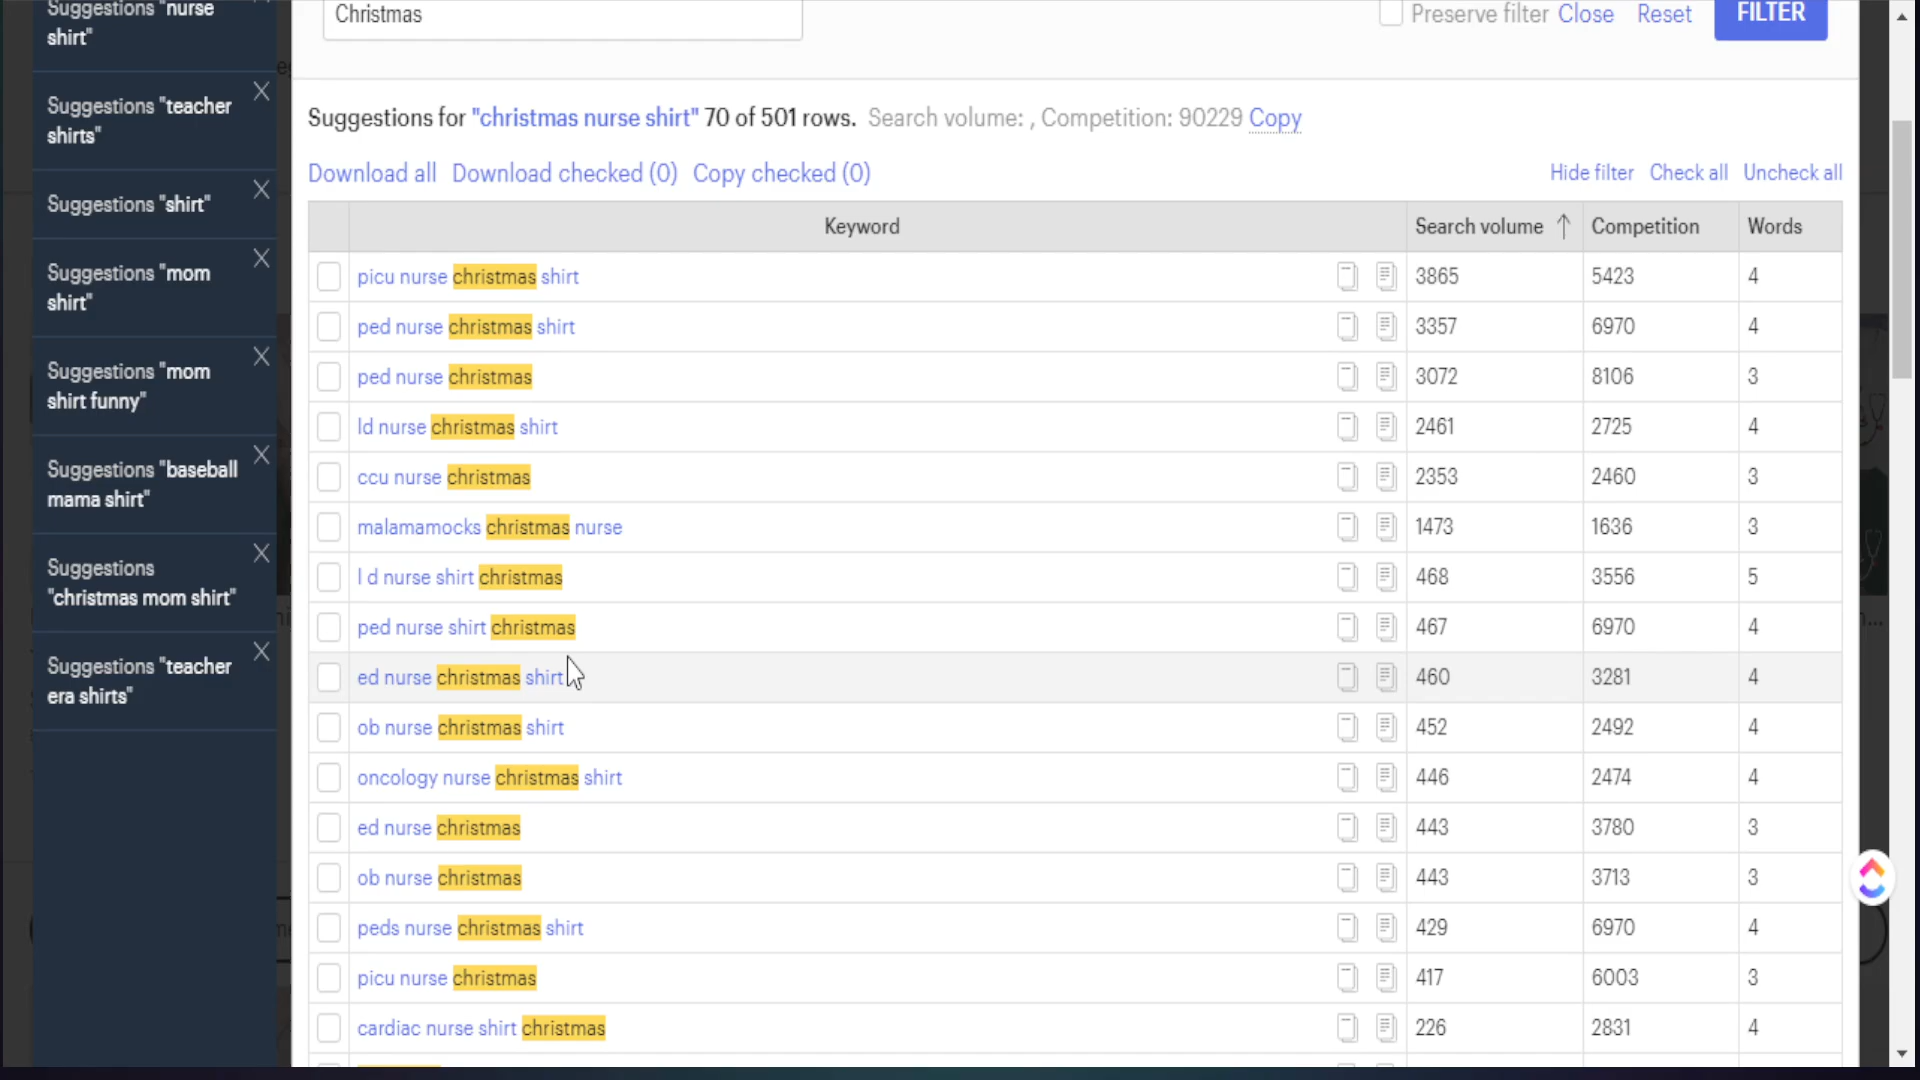 Suggestions "nurse
shirt"
Suggestions "teacher
shirts"
Suggestions "shirt"
Suggestions "mom
shirt"
Suggestions "mom
shirt funny"
Suggestions "baseball
mama shirt"
Suggestions
"christmas mom shirt"
Suggestions "teacher
era shirts"
Christmas
Preserve filter Close Reset FILTER
Suggestions for "christmas nurse shirt" 70 of 501 rows. Search volume: , Competition: 90229 Copy
Download all Download checked (0) Copy checked (0) Hide filter Check all Uncheck all
Keyword Search volume ↑ Competition Words
picu nurse christmas shirt 3865 5423 4
ped nurse christmas shirt 3357 6970 4
ped nurse christmas 3072 8106 3
ld nurse christmas shirt 2461 2725 4
ccu nurse christmas 2353 2460 3
malamamocks christmas nurse 1473 1636 3
l d nurse shirt christmas 468 3556 5
ped nurse shirt christmas 467 6970 4
ed nurse christmas shirt 460 3281 4
ob nurse christmas shirt 452 2492 4
oncology nurse christmas shirt 446 2474 4
ed nurse christmas 443 3780 3
ob nurse christmas 443 3713 3
peds nurse christmas shirt 429 6970 4
picu nurse christmas 417 6003 3
cardiac nurse shirt christmas 226 2831 4